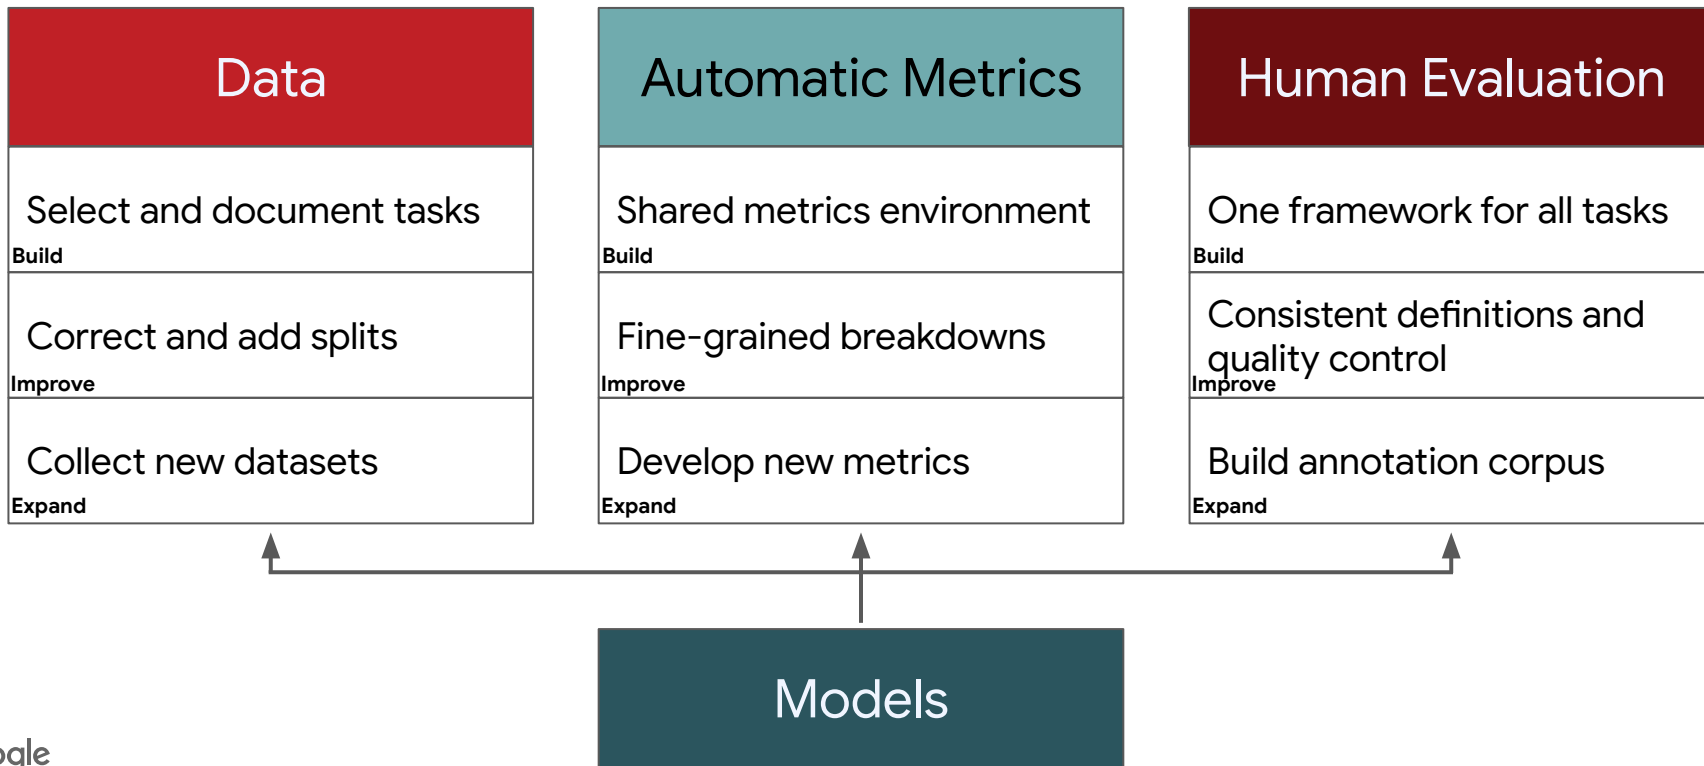 Data
Select and document tasks
Build
Correct and add splits
Improve
Collect new datasets
Expand
Automatic Metrics
Shared metrics environment
Build
Fine-grained breakdowns
Improve
Develop new metrics
Expand
Human Evaluation
One framework for all tasks
Build
Consistent definitions and
quality control
Improve
Build annotation corpus
Expand
Models